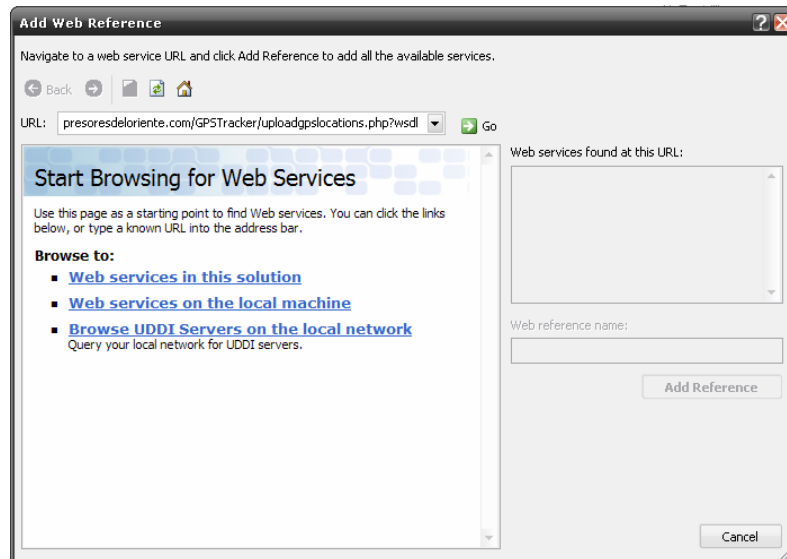 Add Web Reference
Navigate to a web service URL and click Add Reference to add all the available services.
Back
URL: presoresdeloriente.com/GPSTracker/uploadgpslocations.php?wsdl Go
Start Browsing for Web Services
Use this page as a starting point to find Web services. You can click the links
below, or type a known URL into the address bar.
Browse to:
Web services in this solution
Web services on the local machine
Browse UDDI Servers on the local network
Query your local network for UDDI servers.
Web services found at this URL:
Web reference name:
Add Reference
Cancel